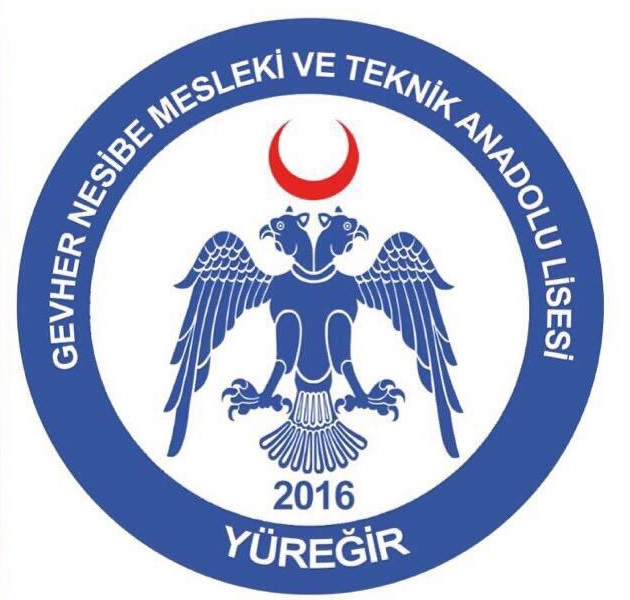 GEVHER NESİBE MESLEKİ VE TEKNİK ANADOLU LİSESİ
2016
YÜREĞİR